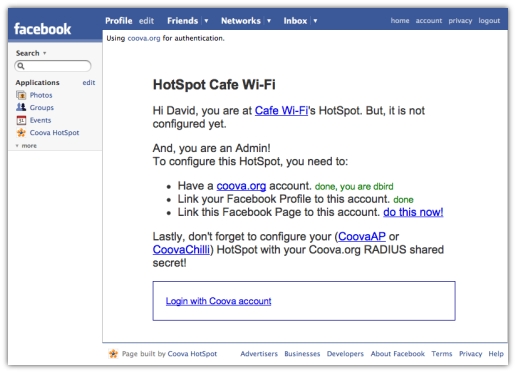 facebook
Profile edit Friends ▾ Networks ▾ Inbox ▾ home account privacy logout
Search ▾
Applications edit
Photos
Groups
31 Events
Coova HotSpot
▾ more
Using coova.org for authentication.
HotSpot Cafe Wi-Fi
Hi David, you are at Cafe Wi-Fi's HotSpot. But, it is not
configured yet.
And, you are an Admin!
To configure this HotSpot, you need to:
• Have a coova.org account. done, you are dbird
• Link your Facebook Profile to this account. done
• Link this Facebook Page to this account. do this now!
Lastly, don't forget to configure your (CoovaAP or
CoovaChilli) HotSpot with your Coova.org RADIUS shared
secret!
Login with Coova account
Page built by Coova HotSpot Advertisers Businesses Developers About Facebook Terms Privacy Help